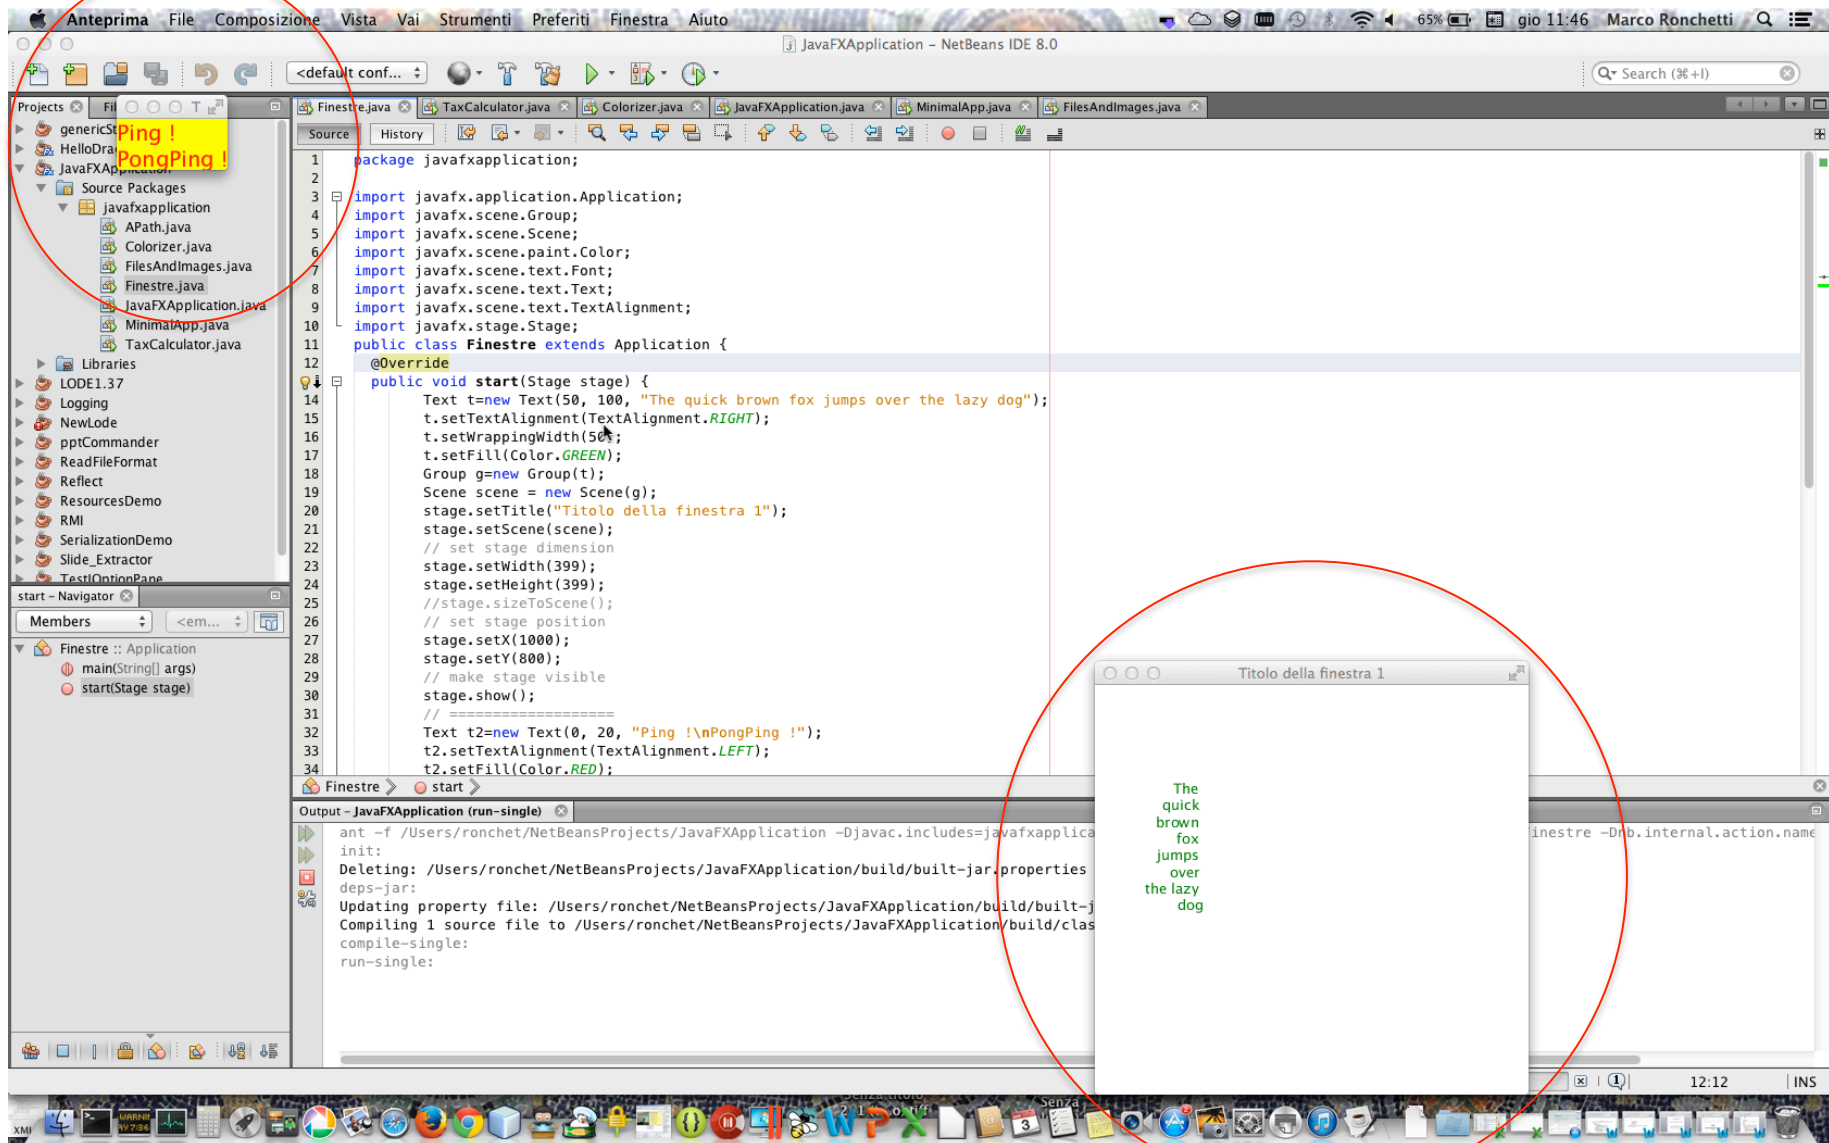 Anteprima File Composizione Vista Vai Strumenti Preferiti Finestra Aiuto 65% gio 11:46 Marco Ronchetti
JavaFXApplication – NetBeans IDE 8.0
<default conf... Search (⌘+I)
Projects Fil T
Finestre.java TaxCalculator.java Colorizer.java JavaFXApplication.java MinimalApp.java FilesAndImages.java
Source History
Ping !
PongPing !
genericSt
HelloDra
JavaFXApplication
Source Packages
javafxapplication
APath.java
Colorizer.java
FilesAndImages.java
Finestre.java
JavaFXApplication.java
MinimalApp.java
TaxCalculator.java
Libraries
LODE1.37
Logging
NewLode
pptCommander
ReadFileFormat
Reflect
ResourcesDemo
RMI
SerializationDemo
Slide_Extractor
TestJOptionPane
start – Navigator
Members <em...
Finestre :: Application
main(String[] args)
start(Stage stage)
1 package javafxapplication;
2
3 import javafx.application.Application;
4 import javafx.scene.Group;
5 import javafx.scene.Scene;
6 import javafx.scene.paint.Color;
7 import javafx.scene.text.Font;
8 import javafx.scene.text.Text;
9 import javafx.scene.text.TextAlignment;
10 import javafx.stage.Stage;
11 public class Finestre extends Application {
12 @Override
public void start(Stage stage) {
14 Text t=new Text(50, 100, "The quick brown fox jumps over the lazy dog");
15 t.setTextAlignment(TextAlignment.RIGHT);
16 t.setWrappingWidth(50);
17 t.setFill(Color.GREEN);
18 Group g=new Group(t);
19 Scene scene = new Scene(g);
20 stage.setTitle("Titolo della finestra 1");
21 stage.setScene(scene);
22 // set stage dimension
23 stage.setWidth(399);
24 stage.setHeight(399);
25 //stage.sizeToScene();
26 // set stage position
27 stage.setX(1000);
28 stage.setY(800);
29 // make stage visible
30 stage.show();
31 // ===================
32 Text t2=new Text(0, 20, "Ping !\nPongPing !");
33 t2.setTextAlignment(TextAlignment.LEFT);
34 t2.setFill(Color.RED);
Finestre start
Output – JavaFXApplication (run-single)
ant -f /Users/ronchet/NetBeansProjects/JavaFXApplication -Djavac.includes=javafxapplica inestre -Dnb.internal.action.name
init:
Deleting: /Users/ronchet/NetBeansProjects/JavaFXApplication/build/built-jar.properties
deps-jar:
Updating property file: /Users/ronchet/NetBeansProjects/JavaFXApplication/build/built-j
Compiling 1 source file to /Users/ronchet/NetBeansProjects/JavaFXApplication/build/clas
compile-single:
run-single:
Titolo della finestra 1
The
quick
brown
fox
jumps
over
the lazy
dog
1 12:12 INS
XMI
Senza
3